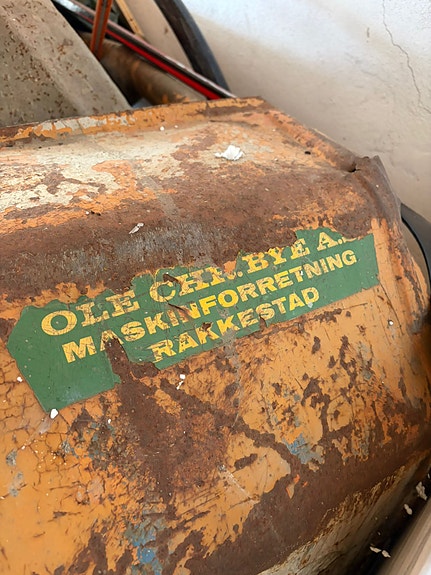 OLE CHR. BYE A.
MASKINFORRETNING
RAKKESTAD